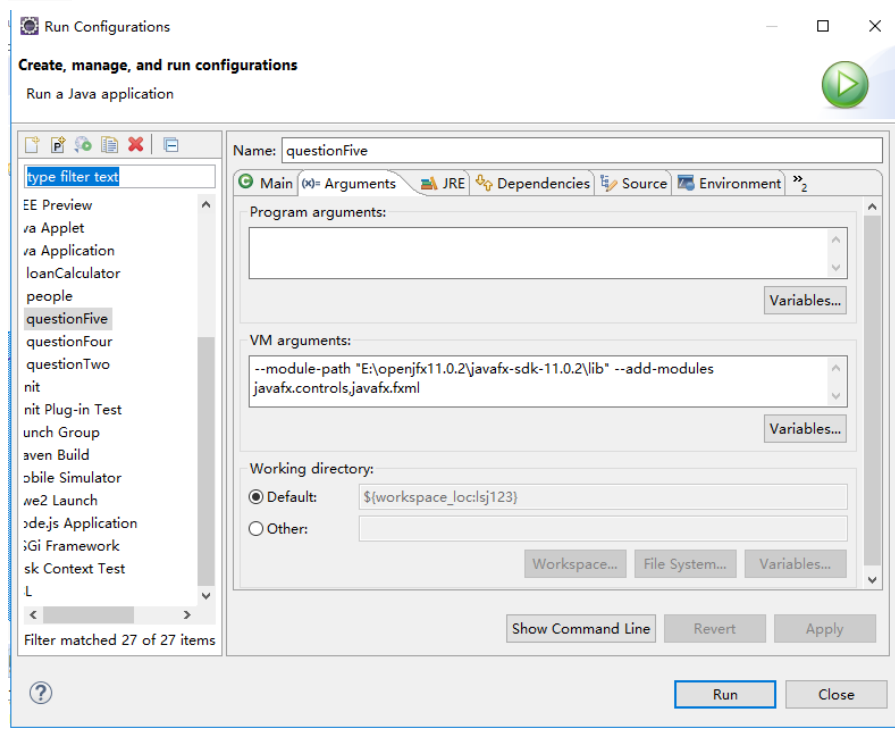 Run Configurations
Create, manage, and run configurations
Run a Java application
type filter text
EE Preview
va Applet
va Application
loanCalculator
people
questionFive
questionFour
questionTwo
nit
nit Plug-in Test
unch Group
aven Build
obile Simulator
we2 Launch
ode.js Application
Gi Framework
sk Context Test
L
Filter matched 27 of 27 items
Name: questionFive
Main (x)= Arguments JRE Dependencies Source Environment »2
Program arguments:
Variables...
VM arguments:
--module-path "E:\openjfx11.0.2\javafx-sdk-11.0.2\lib" --add-modules
javafx.controls,javafx.fxml
Variables...
Working directory:
Default: ${workspace_loc:lsj123}
Other:
Workspace... File System... Variables...
Show Command Line Revert Apply
Run Close